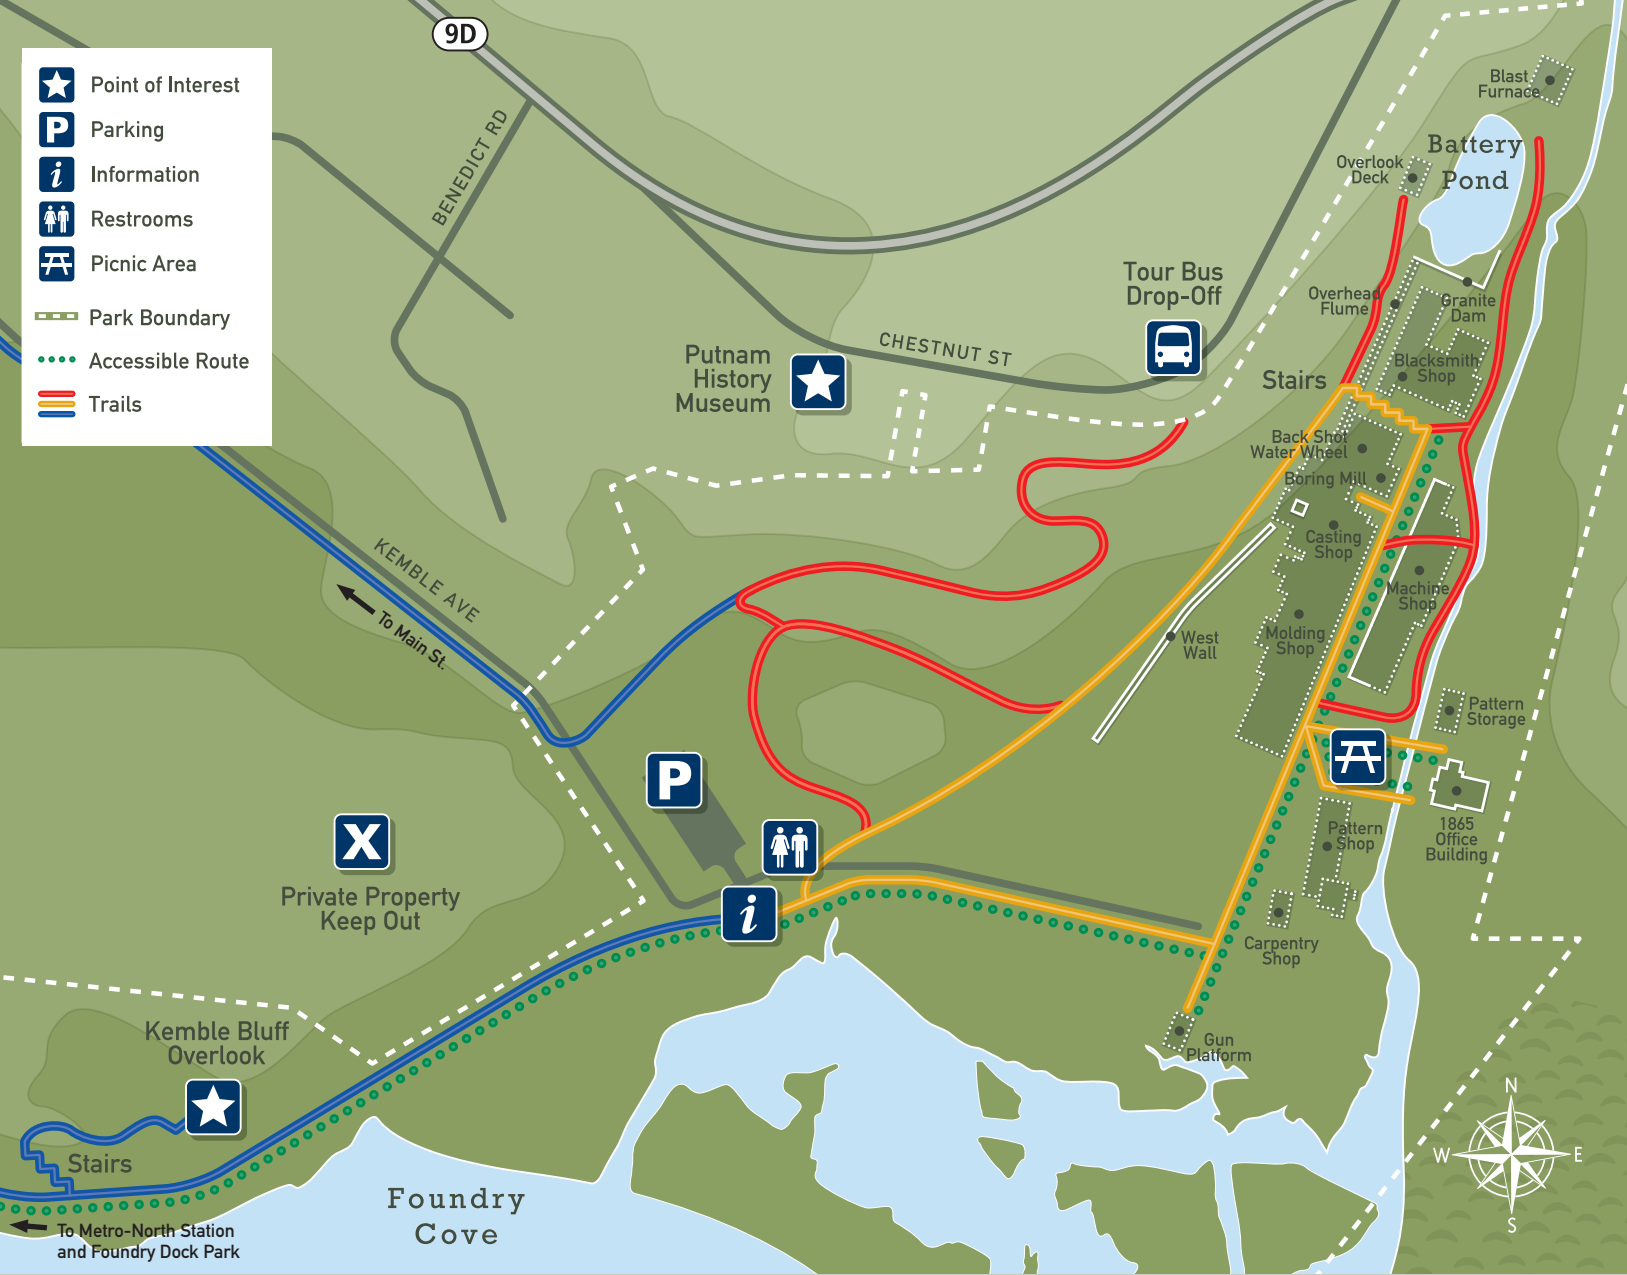 9D
Point of Interest
P
Parking
i
Information
Restrooms
Picnic Area
Park Boundary
Accessible Route
Trails
BENEDICT RD
Blast
Furnace
Battery
Pond
Overlook
Deck
Tour Bus
Drop-Off
Overhead
Flume
Granite
Dam
CHESTNUT ST
Putnam
History
Museum
Stairs
Blacksmith
Shop
Back Shot
Water Wheel
Boring Mill
Casting
Shop
KEMBLE AVE
To Main St.
Machine
Shop
Molding
Shop
West
Wall
Pattern
Storage
P
X
Private Property
Keep Out
i
1865
Office
Building
Pattern
Shop
Carpentry
Shop
Gun
Platform
Kemble Bluff
Overlook
Stairs
Foundry
Cove
To Metro-North Station
and Foundry Dock Park
N
W
E
S